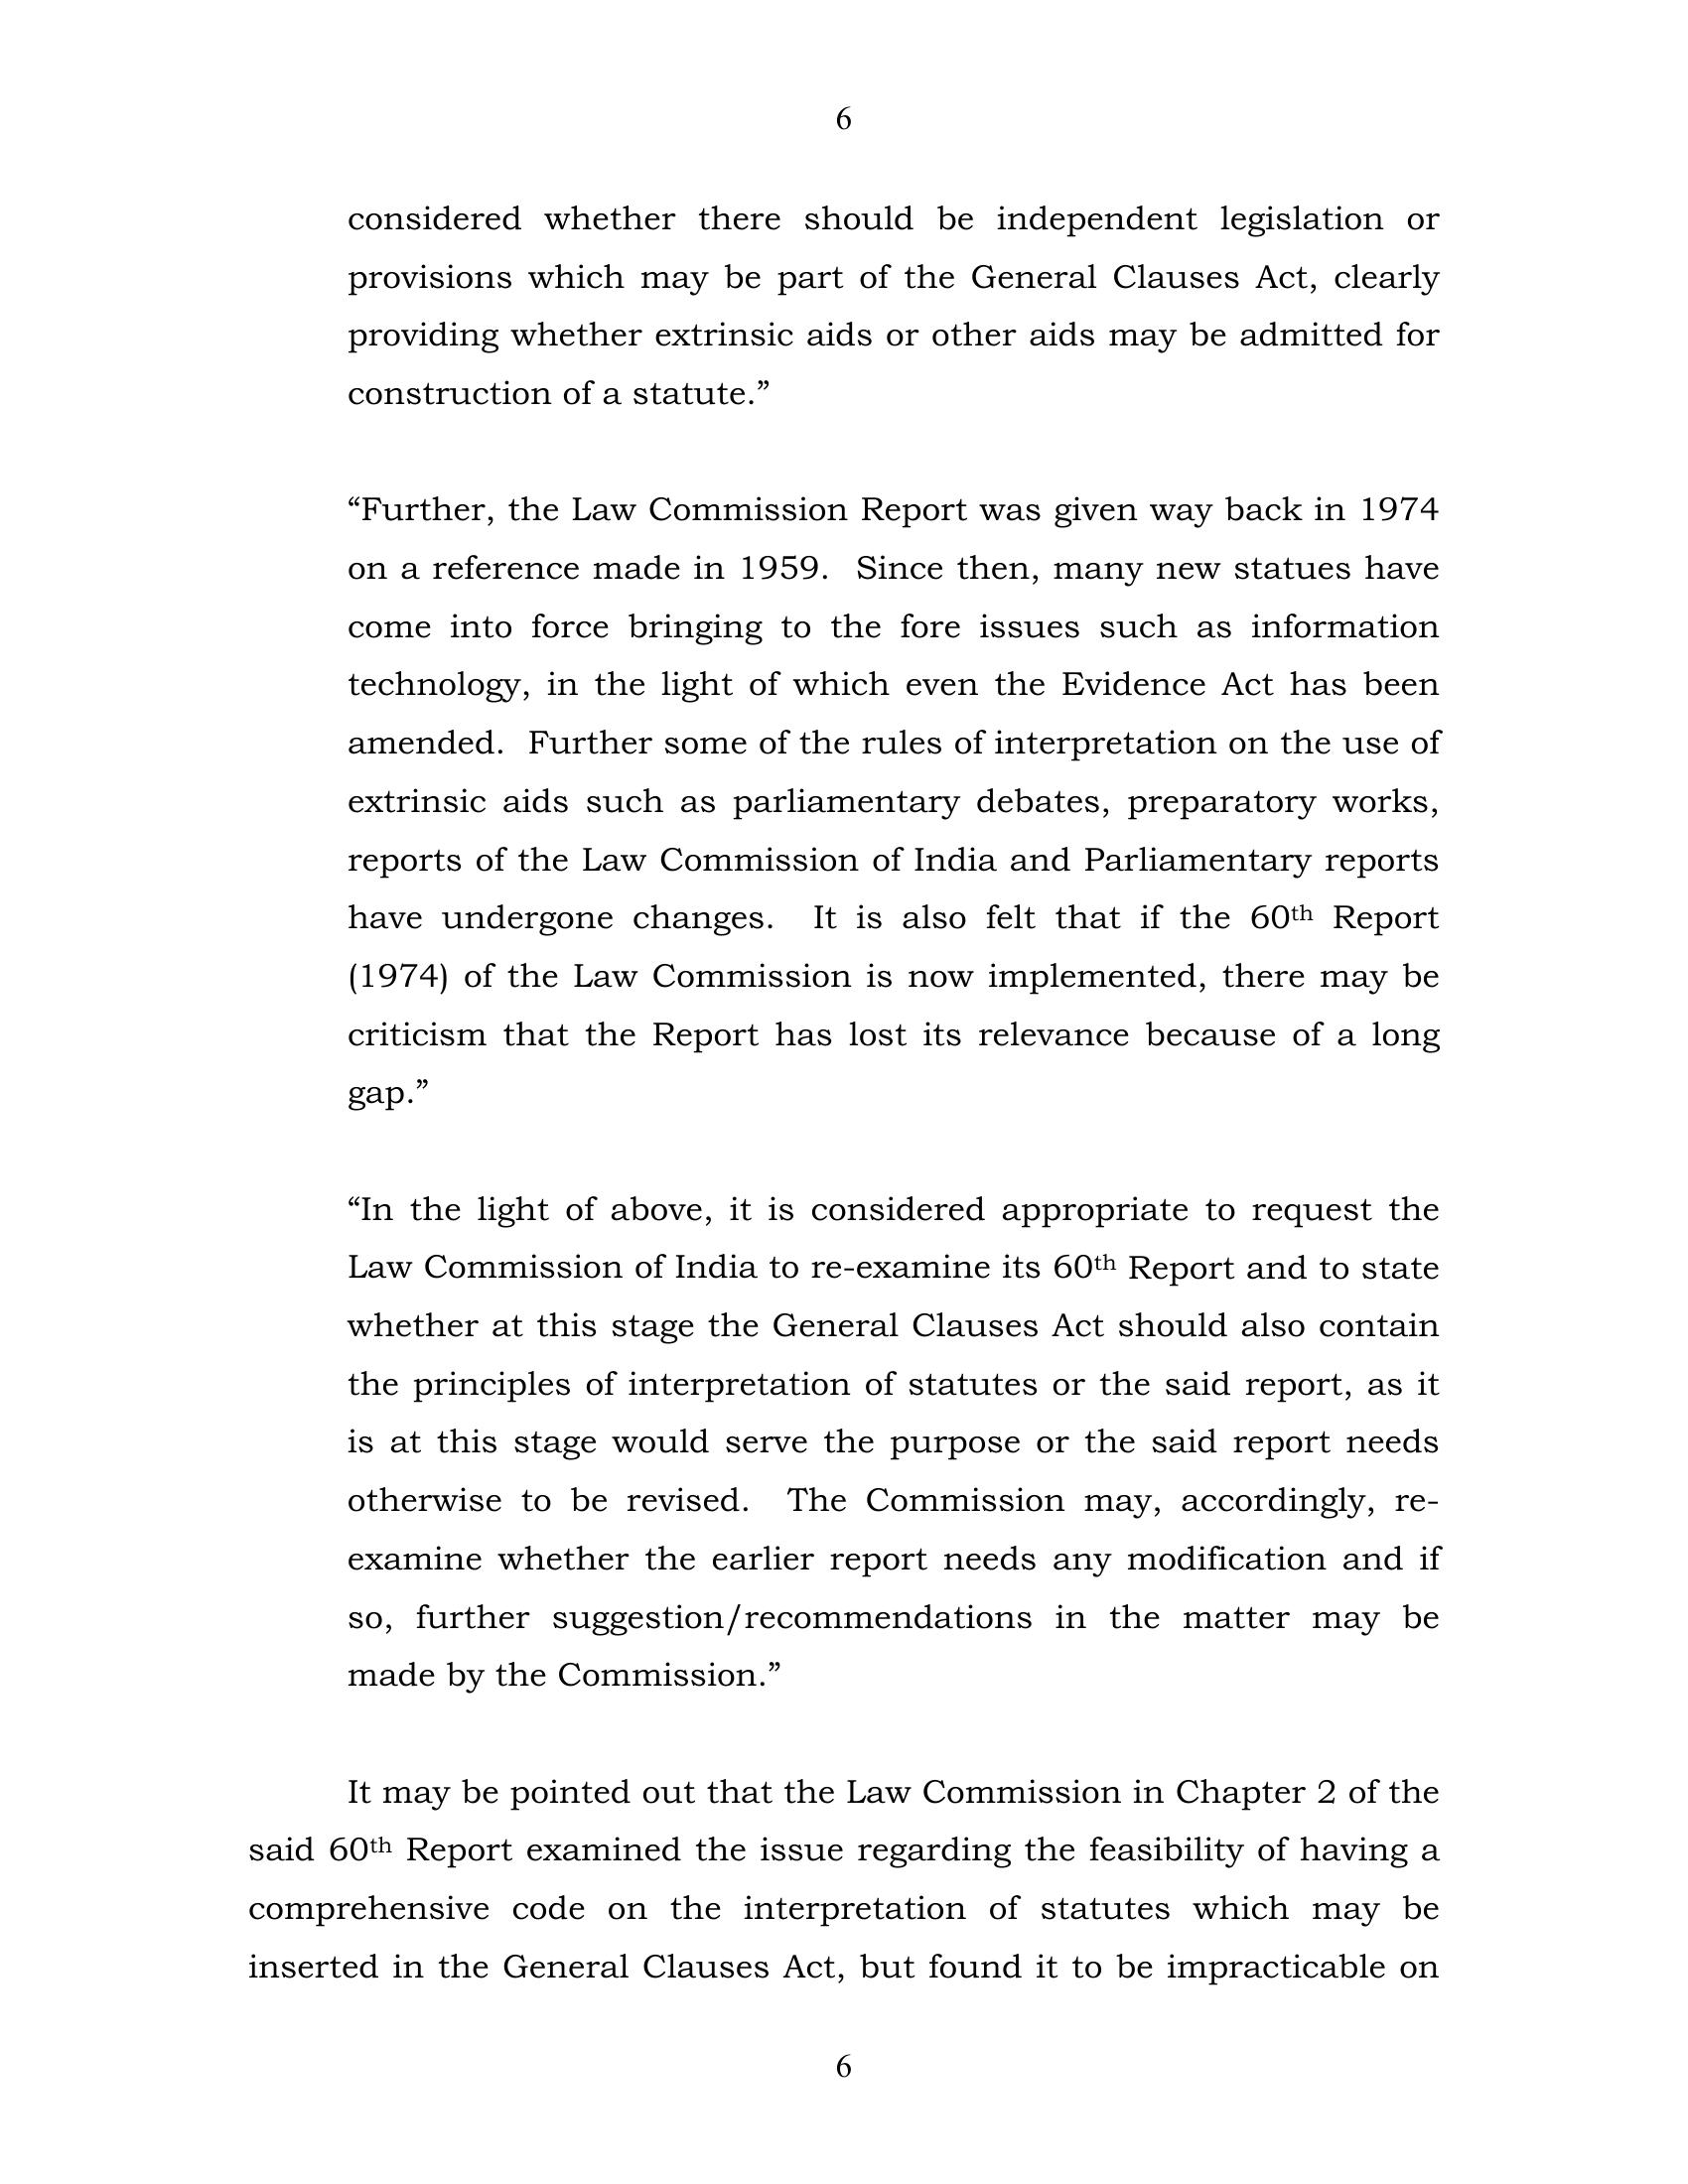 6
considered whether there should be independent legislation or
provisions which may be part of the General Clauses Act, clearly
providing whether extrinsic aids or other aids may be admitted for
construction of a statute.”
“Further, the Law Commission Report was given way back in 1974
on a reference made in 1959.  Since then, many new statues have
come into force bringing to the fore issues such as information
technology, in the light of which even the Evidence Act has been
amended.  Further some of the rules of interpretation on the use of
extrinsic aids such as parliamentary debates, preparatory works,
reports of the Law Commission of India and Parliamentary reports
have undergone changes.  It is also felt that if the 60th Report
(1974) of the Law Commission is now implemented, there may be
criticism that the Report has lost its relevance because of a long
gap.”
“In the light of above, it is considered appropriate to request the
Law Commission of India to re-examine its 60th Report and to state
whether at this stage the General Clauses Act should also contain
the principles of interpretation of statutes or the said report, as it
is at this stage would serve the purpose or the said report needs
otherwise to be revised.  The Commission may, accordingly, re-
examine whether the earlier report needs any modification and if
so, further suggestion/recommendations in the matter may be
made by the Commission.”
It may be pointed out that the Law Commission in Chapter 2 of the
said 60th Report examined the issue regarding the feasibility of having a
comprehensive code on the interpretation of statutes which may be
inserted in the General Clauses Act, but found it to be impracticable on
6